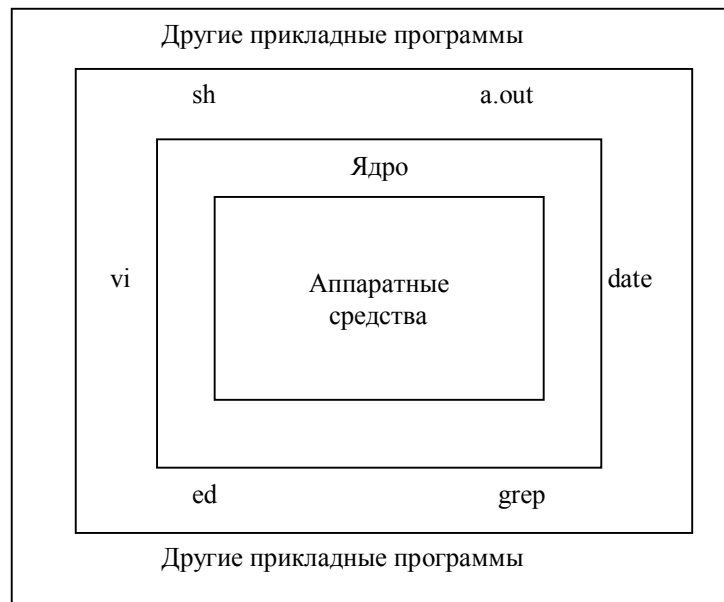 Другие прикладные программы
sh
a.out
Ядро
vi
Аппаратные
средства
date
ed
grep
Другие прикладные программы